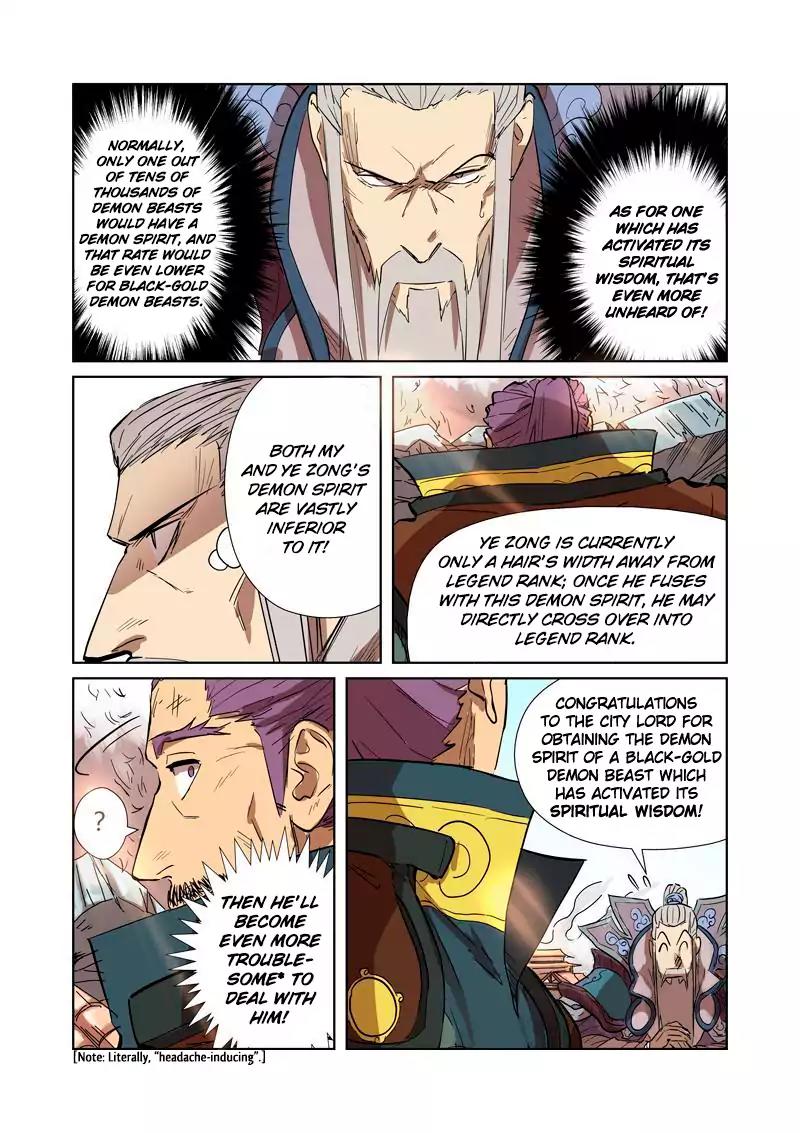 NORMALLY,
ONLY ONE OUT
OF TENS OF
THOUSANDS OF
DEMON BEASTS
WOULD HAVE A
DEMON SPIRIT, AND
THAT RATE WOULD
BE EVEN LOWER
FOR BLACK-GOLD
DEMON BEASTS.
AS FOR ONE
WHICH HAS
ACTIVATED ITS
SPIRITUAL
WISDOM, THAT'S
EVEN MORE
UNHEARD OF!
BOTH MY
AND YE ZONG'S
DEMON SPIRIT
ARE VASTLY
INFERIOR
TO IT!
YE ZONG IS CURRENTLY
ONLY A HAIR'S WIDTH AWAY FROM
LEGEND RANK; ONCE HE FUSES
WITH THIS DEMON SPIRIT, HE MAY
DIRECTLY CROSS OVER INTO
LEGEND RANK.
?
THEN HE'LL
BECOME
EVEN MORE
TROUBLE-
SOME* TO
DEAL WITH
HIM!
CONGRATULATIONS
TO THE CITY LORD FOR
OBTAINING THE DEMON
SPIRIT OF A BLACK-GOLD
DEMON BEAST WHICH
HAS ACTIVATED ITS
SPIRITUAL WISDOM!
[Note: Literally, "headache-inducing".]